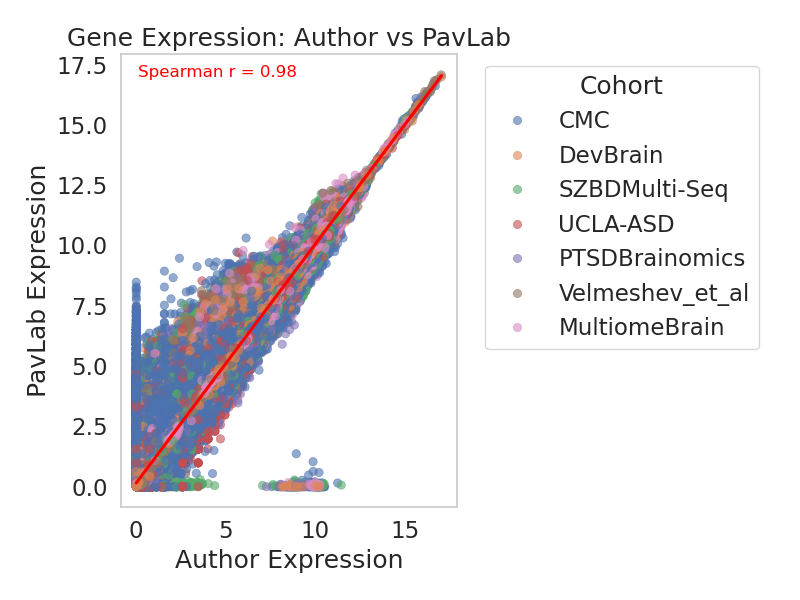 Gene Expression: Author vs PavLab
Spearman r = 0.98
PavLab Expression
17.5
15.0
12.5
10.0
7.5
5.0
2.5
0.0
0
5
10
15
Author Expression
Cohort
CMC
DevBrain
SZBDMulti-Seq
UCLA-ASD
PTSDBrainomics
Velmeshev_et_al
MultiomeBrain